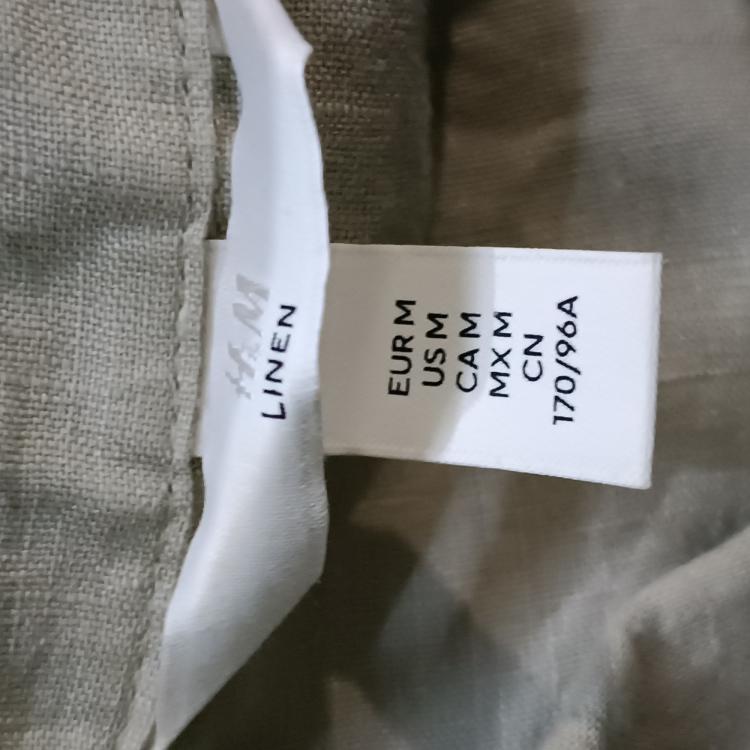 H&M
LINEN
EUR M
US M
CA M
MX M
CN
170/96A